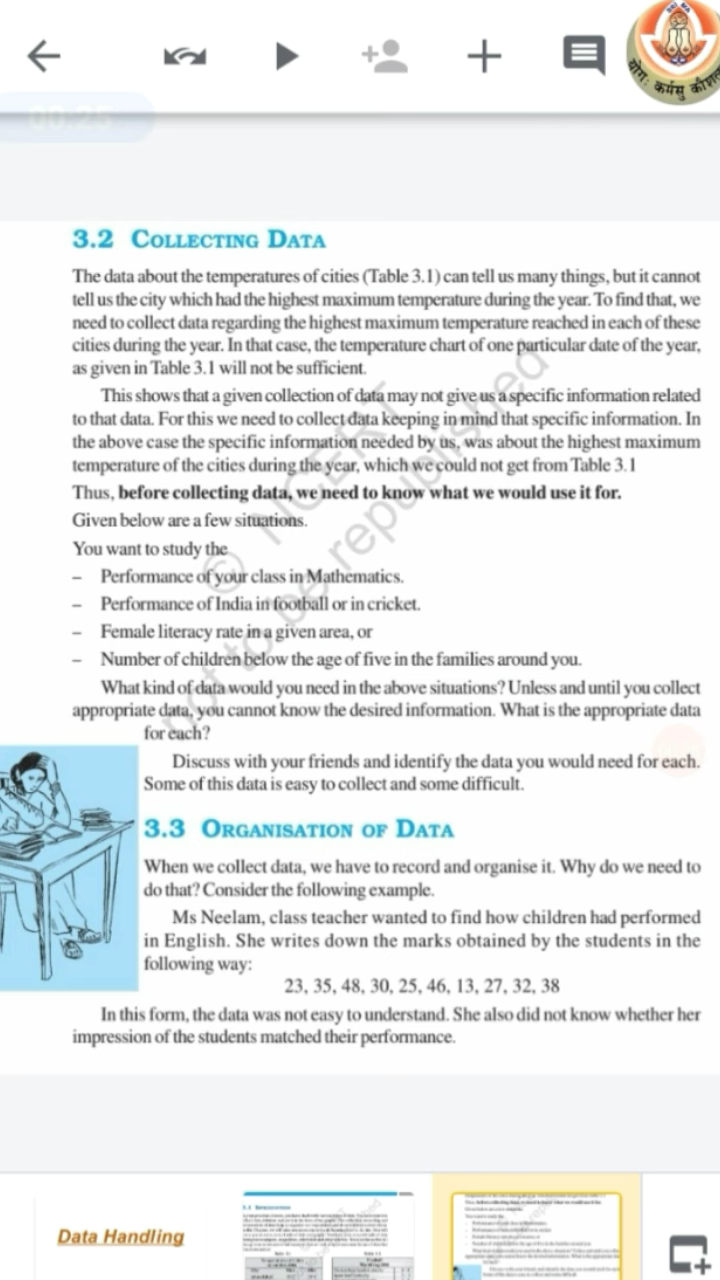 योगः कर्मसु कौशल
00:25
3.2 COLLECTING DATA
The data about the temperatures of cities (Table 3.1) can tell us many things, but it cannot
tell us the city which had the highest maximum temperature during the year. To find that, we
need to collect data regarding the highest maximum temperature reached in each of these
cities during the year. In that case, the temperature chart of one particular date of the year,
as given in Table 3.1 will not be sufficient.
This shows that a given collection of data may not give us a specific information related
to that data. For this we need to collect data keeping in mind that specific information. In
the above case the specific information needed by us, was about the highest maximum
temperature of the cities during the year, which we could not get from Table 3.1
Thus, before collecting data, we need to know what we would use it for.
Given below are a few situations.
You want to study the
– Performance of your class in Mathematics.
– Performance of India in football or in cricket.
– Female literacy rate in a given area, or
– Number of children below the age of five in the families around you.
What kind of data would you need in the above situations? Unless and until you collect
appropriate data, you cannot know the desired information. What is the appropriate data
for each?
Discuss with your friends and identify the data you would need for each.
Some of this data is easy to collect and some difficult.
© NCERT
not to be republished
3.3 ORGANISATION OF DATA
When we collect data, we have to record and organise it. Why do we need to
do that? Consider the following example.
Ms Neelam, class teacher wanted to find how children had performed
in English. She writes down the marks obtained by the students in the
following way:
23, 35, 48, 30, 25, 46, 13, 27, 32, 38
In this form, the data was not easy to understand. She also did not know whether her
impression of the students matched their performance.
Data Handling